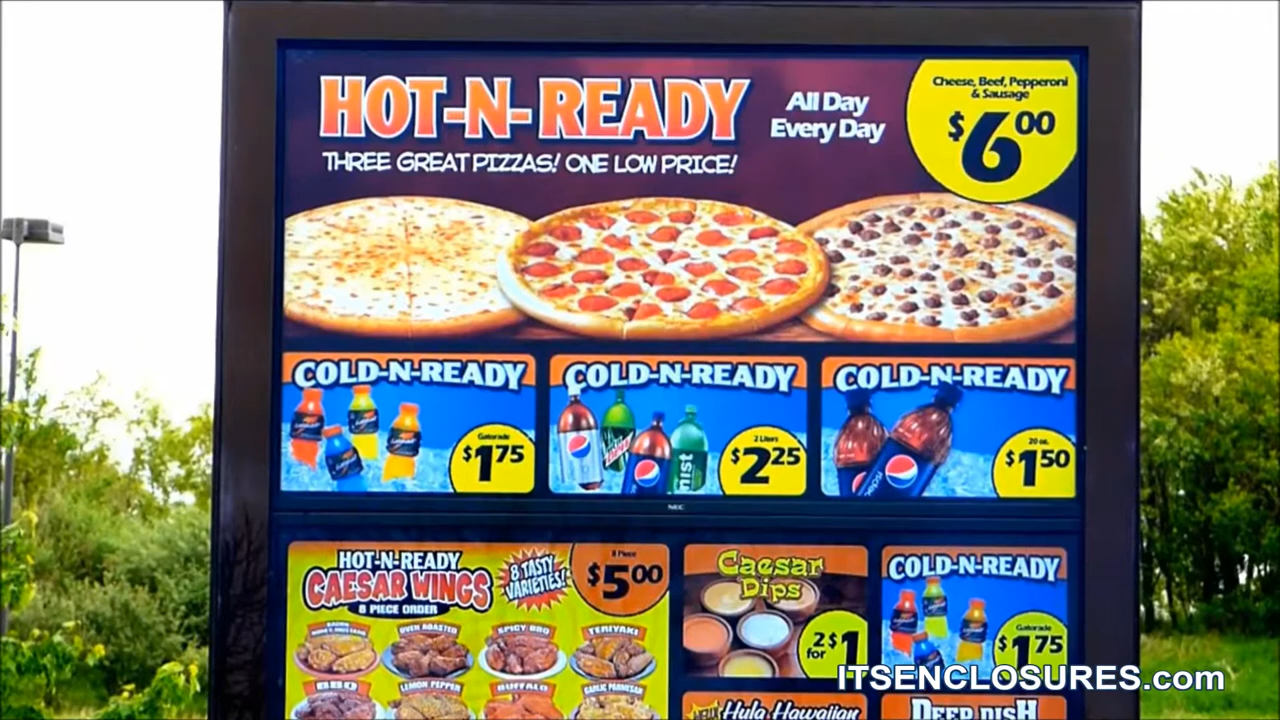 HOT-N-READY
THREE GREAT PIZZAS! ONE LOW PRICE!
All Day
Every Day
Cheese, Beef, Pepperoni
& Sausage
$6.00
COLD-N-READY
Gatorade
$1.75
COLD-N-READY
pepsi
mist
2 Liters
$2.25
COLD-N-READY
pepsi
20 oz.
$1.50
NEC
HOT-N-READY
CAESAR WINGS
8 PIECE ORDER
8 TASTY
VARIETIES!
8 Piece
$5.00
OVEN ROASTED
SPICY BBQ
TERIYAKI
LEMON PEPPER
BUFFALO
GARLIC PARMESAN
Caesar
Dips
2 for $1
COLD-N-READY
Gatorade
$1.75
Hula Hawaiian
DEEP DISH
ITSENCLOSURES.com